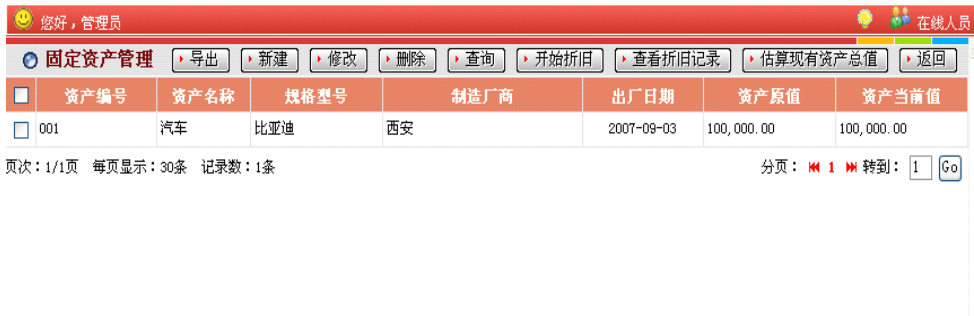 您好，管理员 在线人员
固定资产管理 导出 新建 修改 删除 查询 开始折旧 查看折旧记录 估算现有资产总值 返回
资产编号 资产名称 规格型号 制造厂商 出厂日期 资产原值 资产当前值
001 汽车 比亚迪 西安 2007-09-03 100,000.00 100,000.00
页次：1/1页 每页显示：30条 记录数：1条 分页： 1 转到： 1 Go